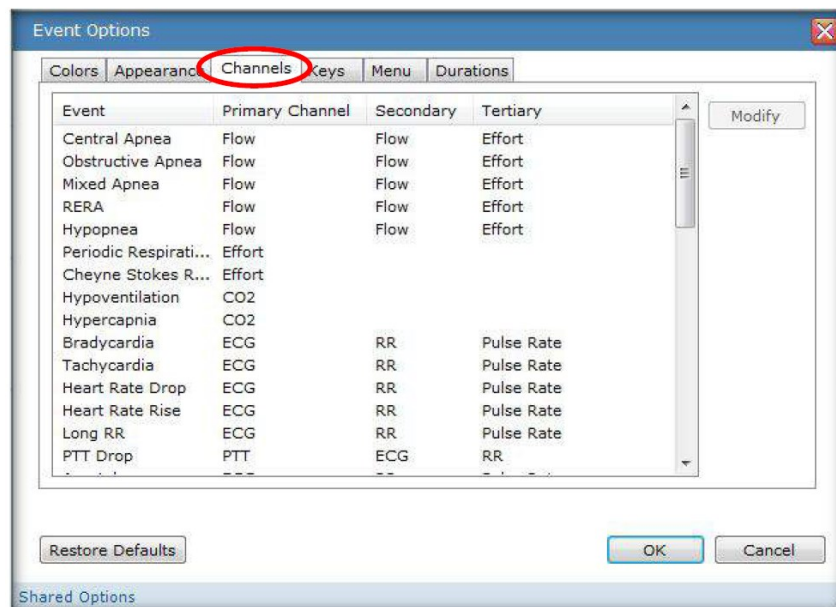 Event Options
Colors Appearance Channels Keys Menu Durations
Event Primary Channel Secondary Tertiary
Modify
Central Apnea Flow Flow Effort
Obstructive Apnea Flow Flow Effort
Mixed Apnea Flow Flow Effort
RERA Flow Flow Effort
Hypopnea Flow Flow Effort
Periodic Respirati... Effort
Cheyne Stokes R... Effort
Hypoventilation CO2
Hypercapnia CO2
Bradycardia ECG RR Pulse Rate
Tachycardia ECG RR Pulse Rate
Heart Rate Drop ECG RR Pulse Rate
Heart Rate Rise ECG RR Pulse Rate
Long RR ECG RR Pulse Rate
PTT Drop PTT ECG RR
Restore Defaults OK Cancel
Shared Options